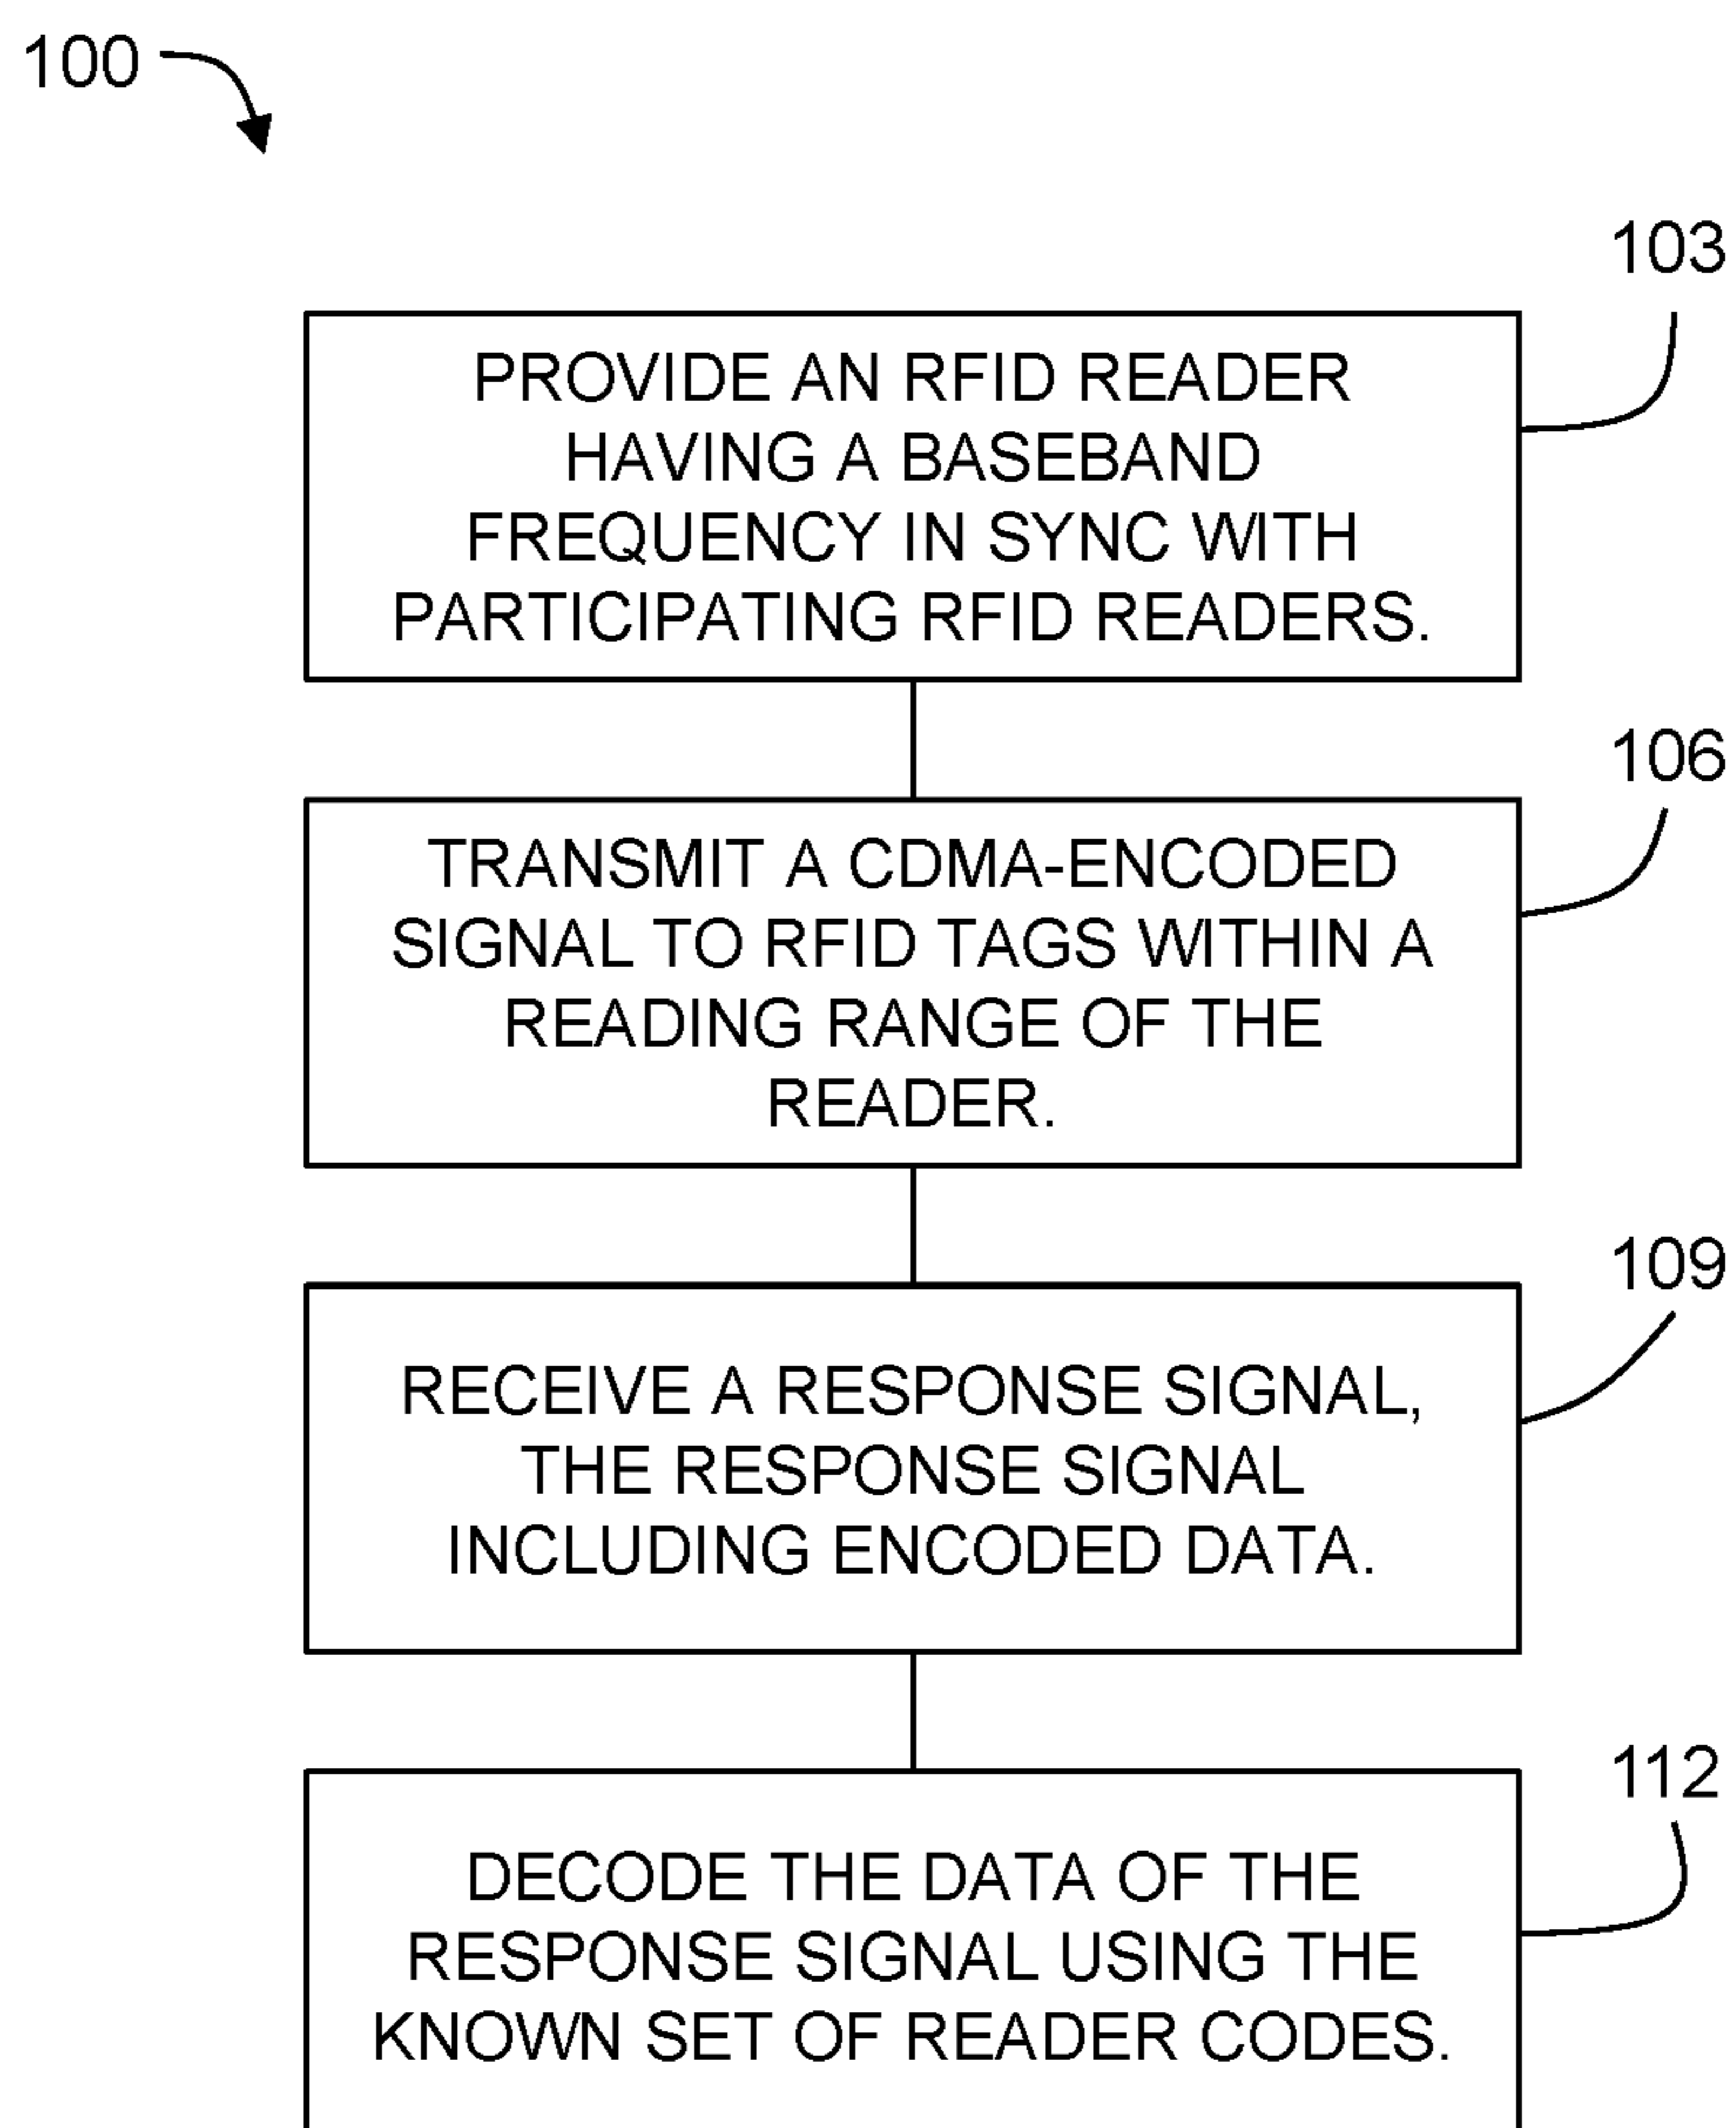 100
103
PROVIDE AN RFID READER
HAVING A BASEBAND
FREQUENCY IN SYNC WITH
PARTICIPATING RFID READERS.
106
TRANSMIT A CDMA-ENCODED
SIGNAL TO RFID TAGS WITHIN A
READING RANGE OF THE
READER.
109
RECEIVE A RESPONSE SIGNAL,
THE RESPONSE SIGNAL
INCLUDING ENCODED DATA.
112
DECODE THE DATA OF THE
RESPONSE SIGNAL USING THE
KNOWN SET OF READER CODES.